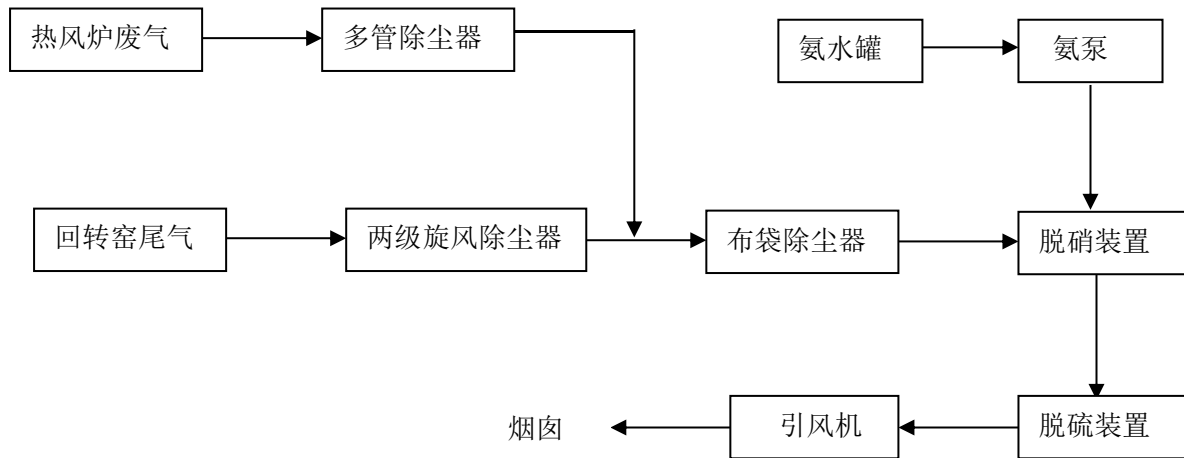 热风炉废气
多管除尘器
氨水罐
氨泵
回转窑尾气
两级旋风除尘器
布袋除尘器
脱硝装置
烟囱
引风机
脱硫装置